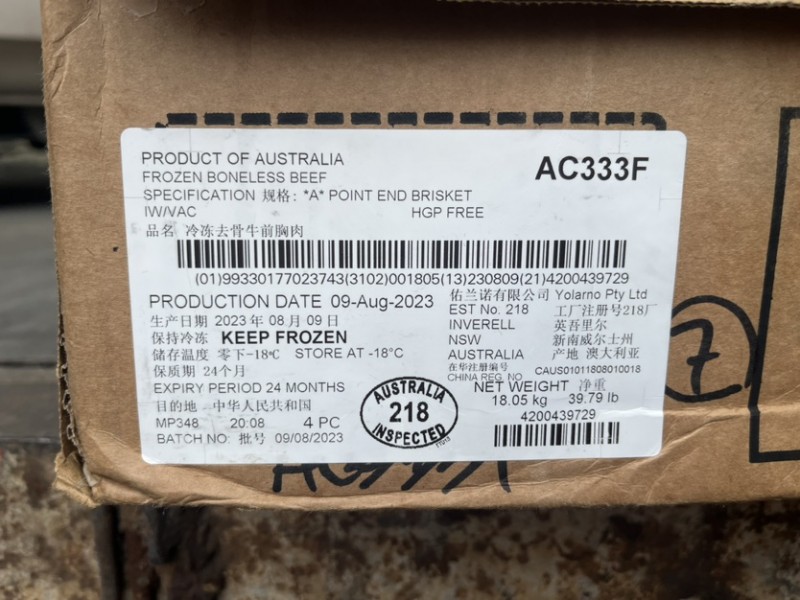 PRODUCT OF AUSTRALIA
FROZEN BONELESS BEEF
AC333F
SPECIFICATION 规格: *A* POINT END BRISKET
IW/VAC HGP FREE
品名 冷冻去骨牛前胸肉
(01)99330177023743(3102)001805(13)230809(21)4200439729
PRODUCTION DATE 09-Aug-2023
生产日期 2023 年 08 月 09 日
保持冷冻 KEEP FROZEN
储存温度 零下-18℃ STORE AT -18°C
保质期 24个月
EXPIRY PERIOD 24 MONTHS
目的地 中华人民共和国
MP348 20:08 4 PC
BATCH NO: 批号 09/08/2023
佑兰诺有限公司 Yolarno Pty Ltd
EST No. 218 工厂注册号218厂
INVERELL 英吾里尔
NSW 新南威尔士州
AUSTRALIA 产地 澳大利亚
在华注册编号
CHINA REG. NO CAUS01011808010018
NET WEIGHT 净重
18.05 kg 39.79 lb
4200439729
AUSTRALIA
218
INSPECTED
7